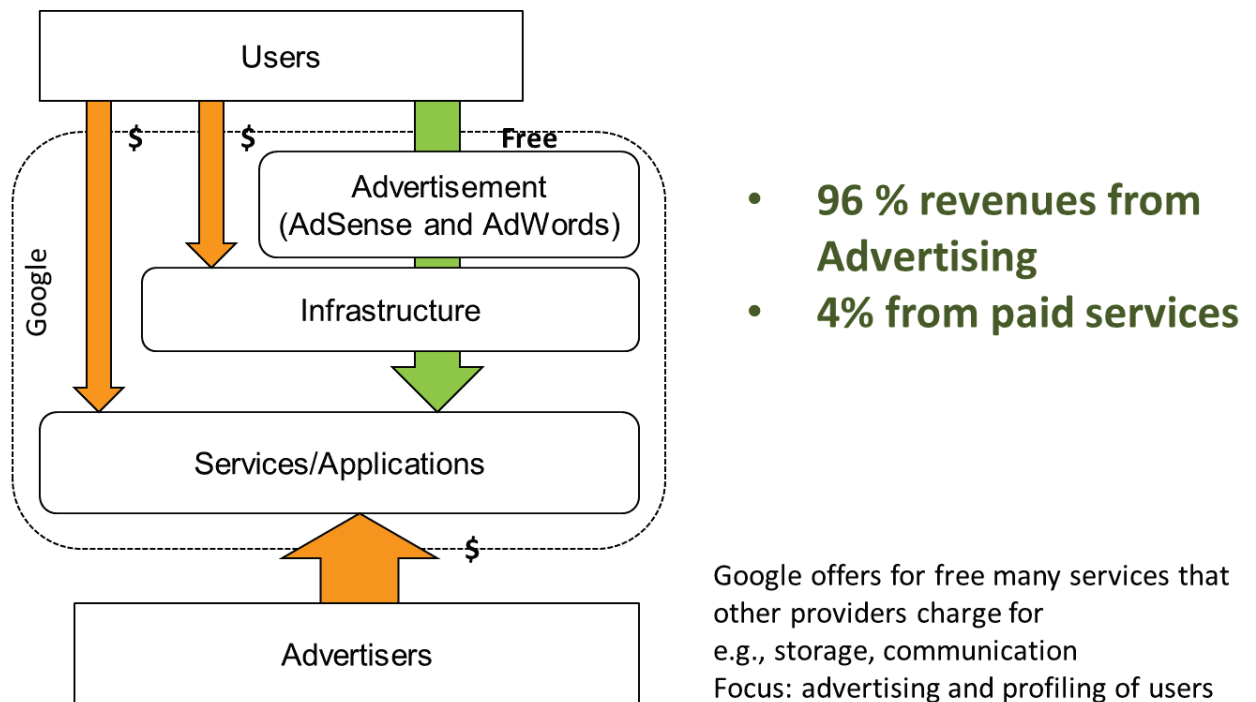 Users
$
$
Free
Advertisement
(AdSense and AdWords)
Google
Infrastructure
Services/Applications
$
Advertisers
• 96 % revenues from
Advertising
• 4% from paid services
Google offers for free many services that
other providers charge for
e.g., storage, communication
Focus: advertising and profiling of users